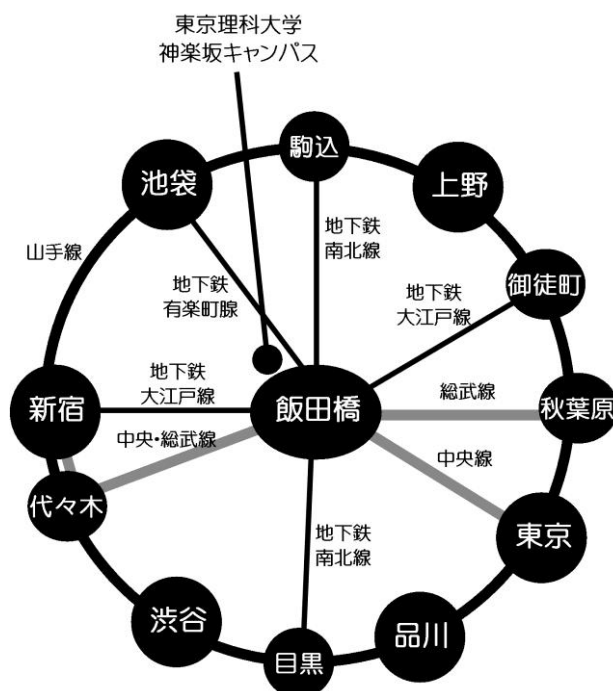 東京理科大学
神楽坂キャンパス
駒込
池袋
上野
山手線
地下鉄
南北線
地下鉄
有楽町腺
御徒町
地下鉄
大江戸線
地下鉄
大江戸線
新宿
飯田橋
総武線
秋葉原
中央・総武線
中央線
代々木
東京
地下鉄
南北線
渋谷
品川
目黒